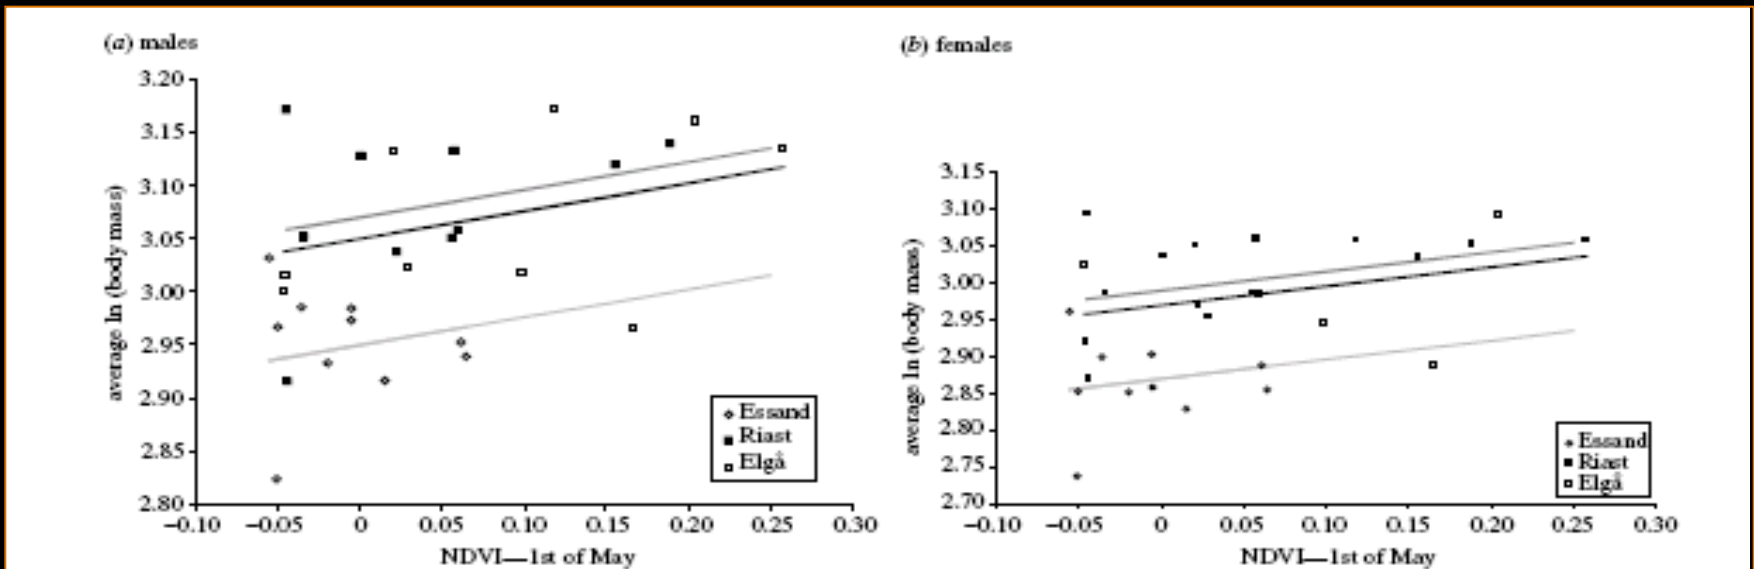 (a) males
3.20
3.15
3.10
3.05
3.00
2.95
2.90
2.85
2.80
average ln (body mass)
−0.10 −0.05 0 0.05 0.10 0.15 0.20 0.25 0.30
NDVI—1st of May
Essand
Riast
Elgå
(b) females
3.15
3.10
3.05
3.00
2.95
2.90
2.85
2.80
2.75
2.70
average ln (body mass)
−0.10 −0.05 0 0.05 0.10 0.15 0.20 0.25 0.30
NDVI—1st of May
Essand
Riast
Elgå